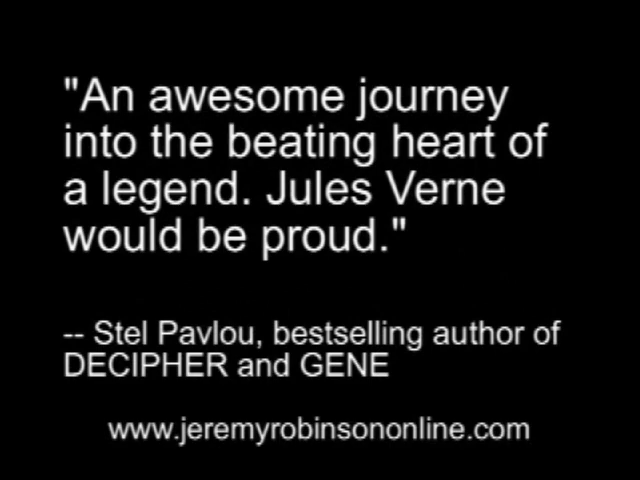 "An awesome journey
into the beating heart of
a legend. Jules Verne
would be proud."
-- Stel Pavlou, bestselling author of
DECIPHER and GENE
www.jeremyrobinsononline.com